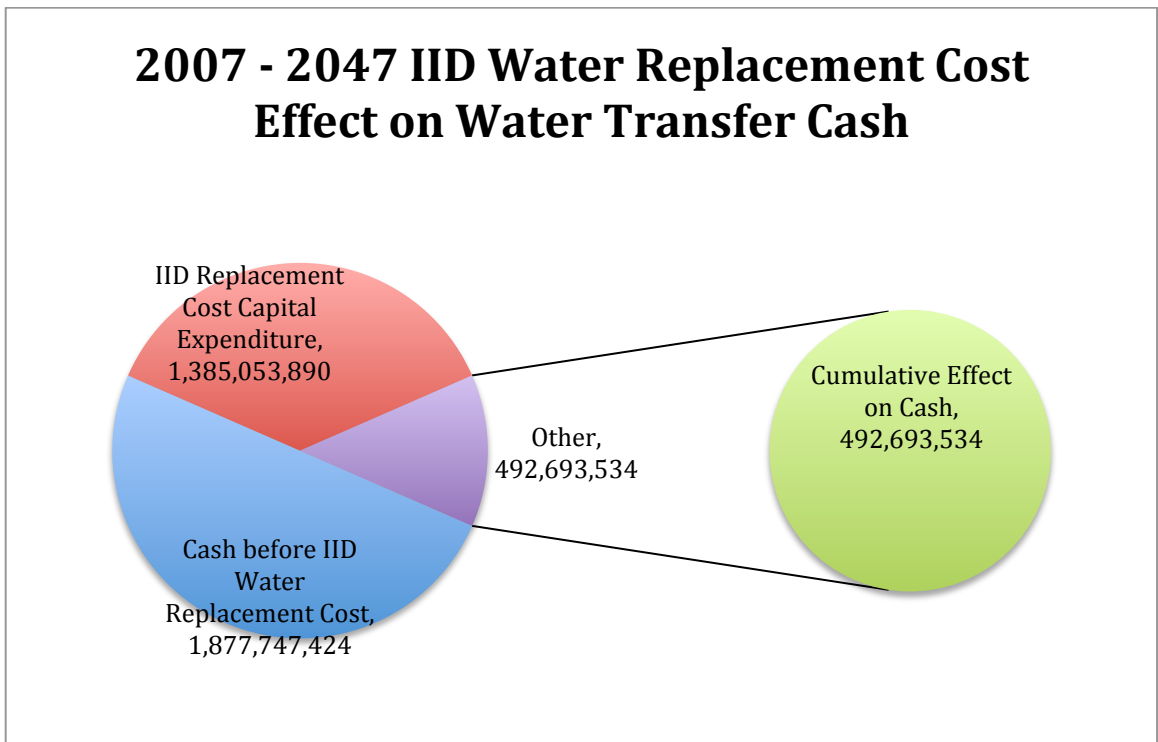 2007 - 2047 IID Water Replacement Cost
Effect on Water Transfer Cash
IID Replacement
Cost Capital
Expenditure,
1,385,053,890
Other,
492,693,534
Cash before IID
Water
Replacement Cost,
1,877,747,424
Cumulative Effect
on Cash,
492,693,534